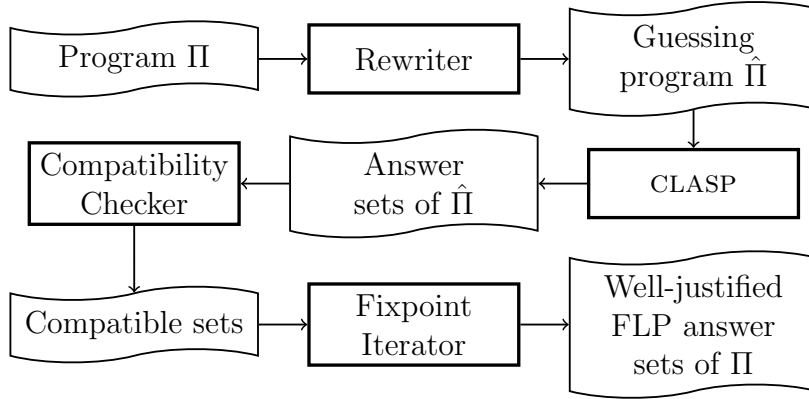 Program Π
Rewriter
Guessing
program Π̂
Compatibility
Checker
Answer
sets of Π̂
CLASP
Compatible sets
Fixpoint
Iterator
Well-justified
FLP answer
sets of Π